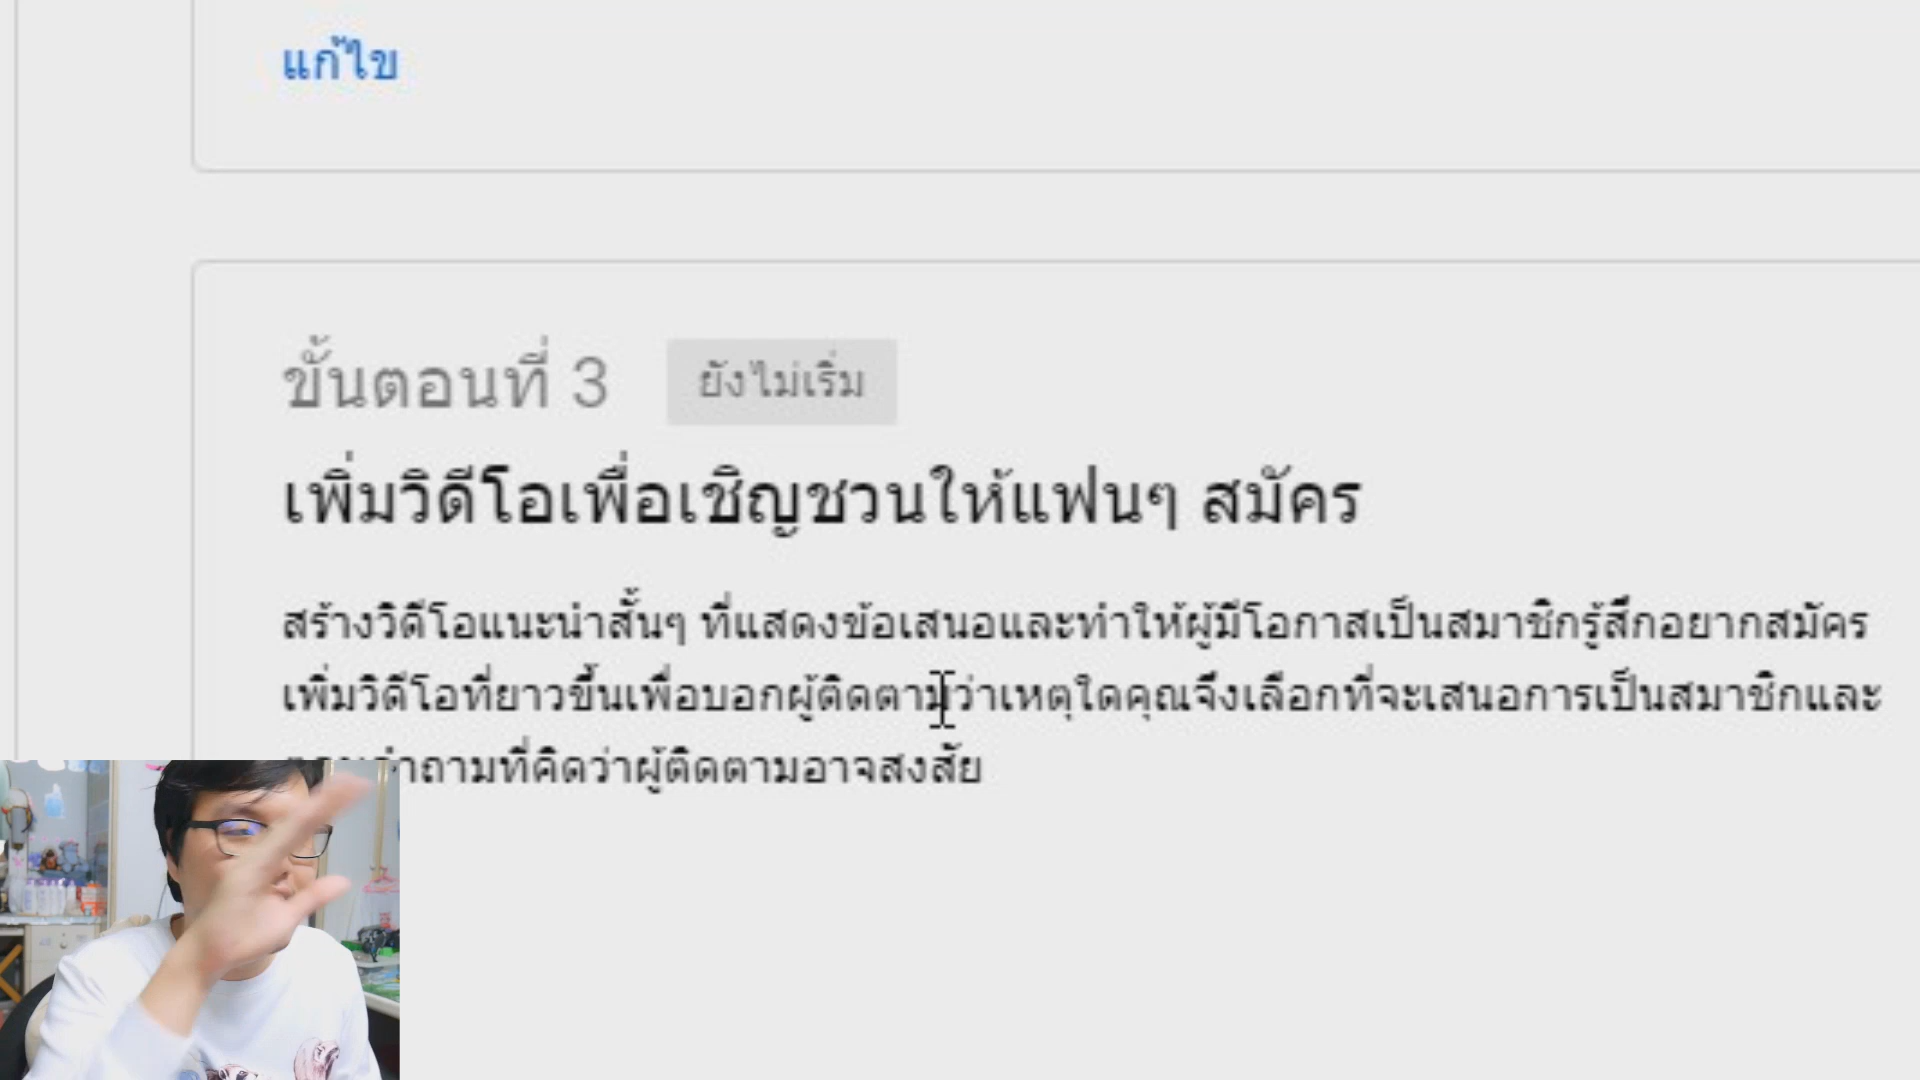 แก้ไข
ขั้นตอนที่ 3 ยังไม่เริ่ม
เพิ่มวิดีโอเพื่อเชิญชวนให้แฟนๆ สมัคร
สร้างวิดีโอแนะนำสั้นๆ ที่แสดงข้อเสนอและทำให้ผู้มีโอกาสเป็นสมาชิกรู้สึกอยากสมัคร
เพิ่มวิดีโอที่ยาวขึ้นเพื่อบอกผู้ติดตามว่าเหตุใดคุณจึงเลือกที่จะเสนอการเป็นสมาชิกและ
คำถามที่คิดว่าผู้ติดตามอาจสงสัย